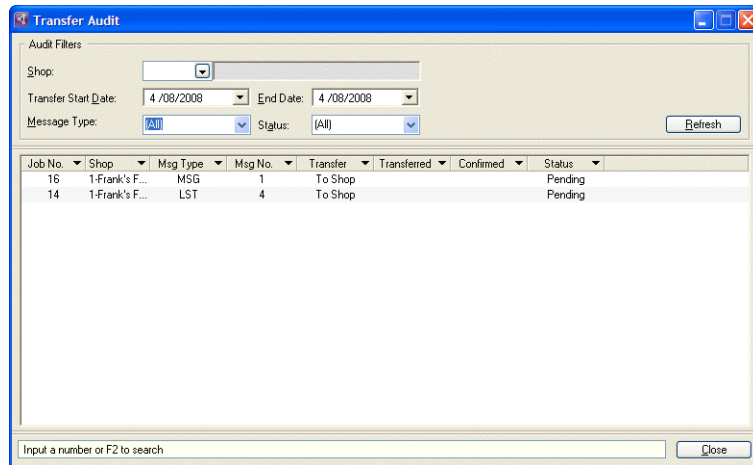 Transfer Audit
Audit Filters
Shop:
Transfer Start Date: 4 /08/2008 End Date: 4 /08/2008
Message Type: (All) Status: (All) Refresh
Job No. Shop Msg Type Msg No. Transfer Transferred Confirmed Status
16 1-Frank's F... MSG 1 To Shop Pending
14 1-Frank's F... LST 4 To Shop Pending
Input a number or F2 to search Close